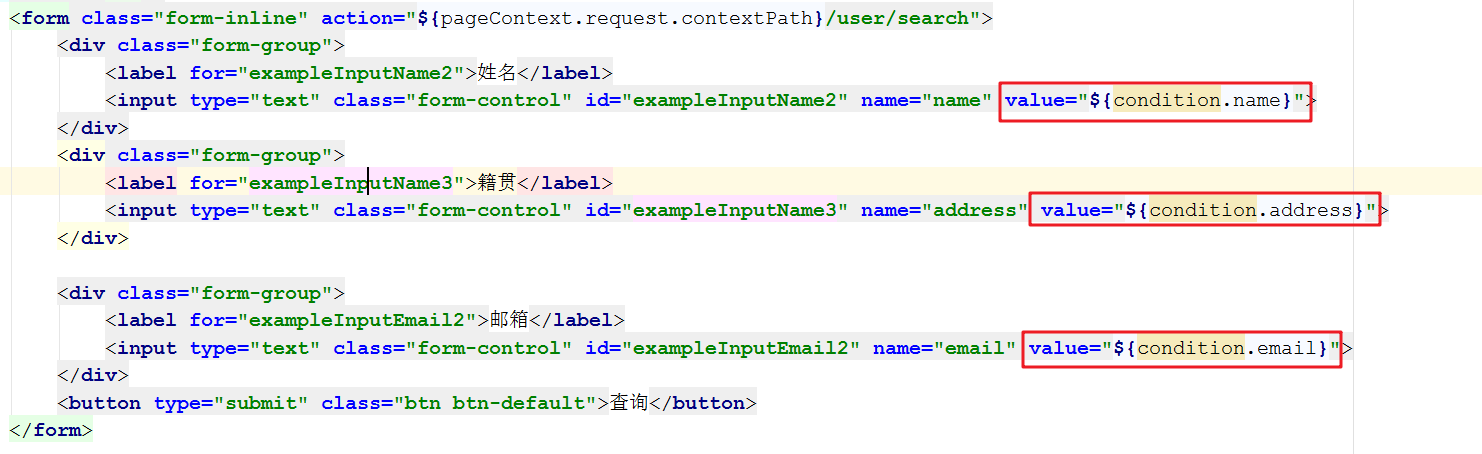 <form class="form-inline" action="${pageContext.request.contextPath}/user/search">
<div class="form-group">
<label for="exampleInputName2">姓名</label>
<input type="text" class="form-control" id="exampleInputName2" name="name" value="${condition.name}">
</div>
<div class="form-group">
<label for="exampleInputName3">籍贯</label>
<input type="text" class="form-control" id="exampleInputName3" name="address" value="${condition.address}">
</div>
<div class="form-group">
<label for="exampleInputEmail2">邮箱</label>
<input type="text" class="form-control" id="exampleInputEmail2" name="email" value="${condition.email}">
</div>
<button type="submit" class="btn btn-default">查询</button>
</form>